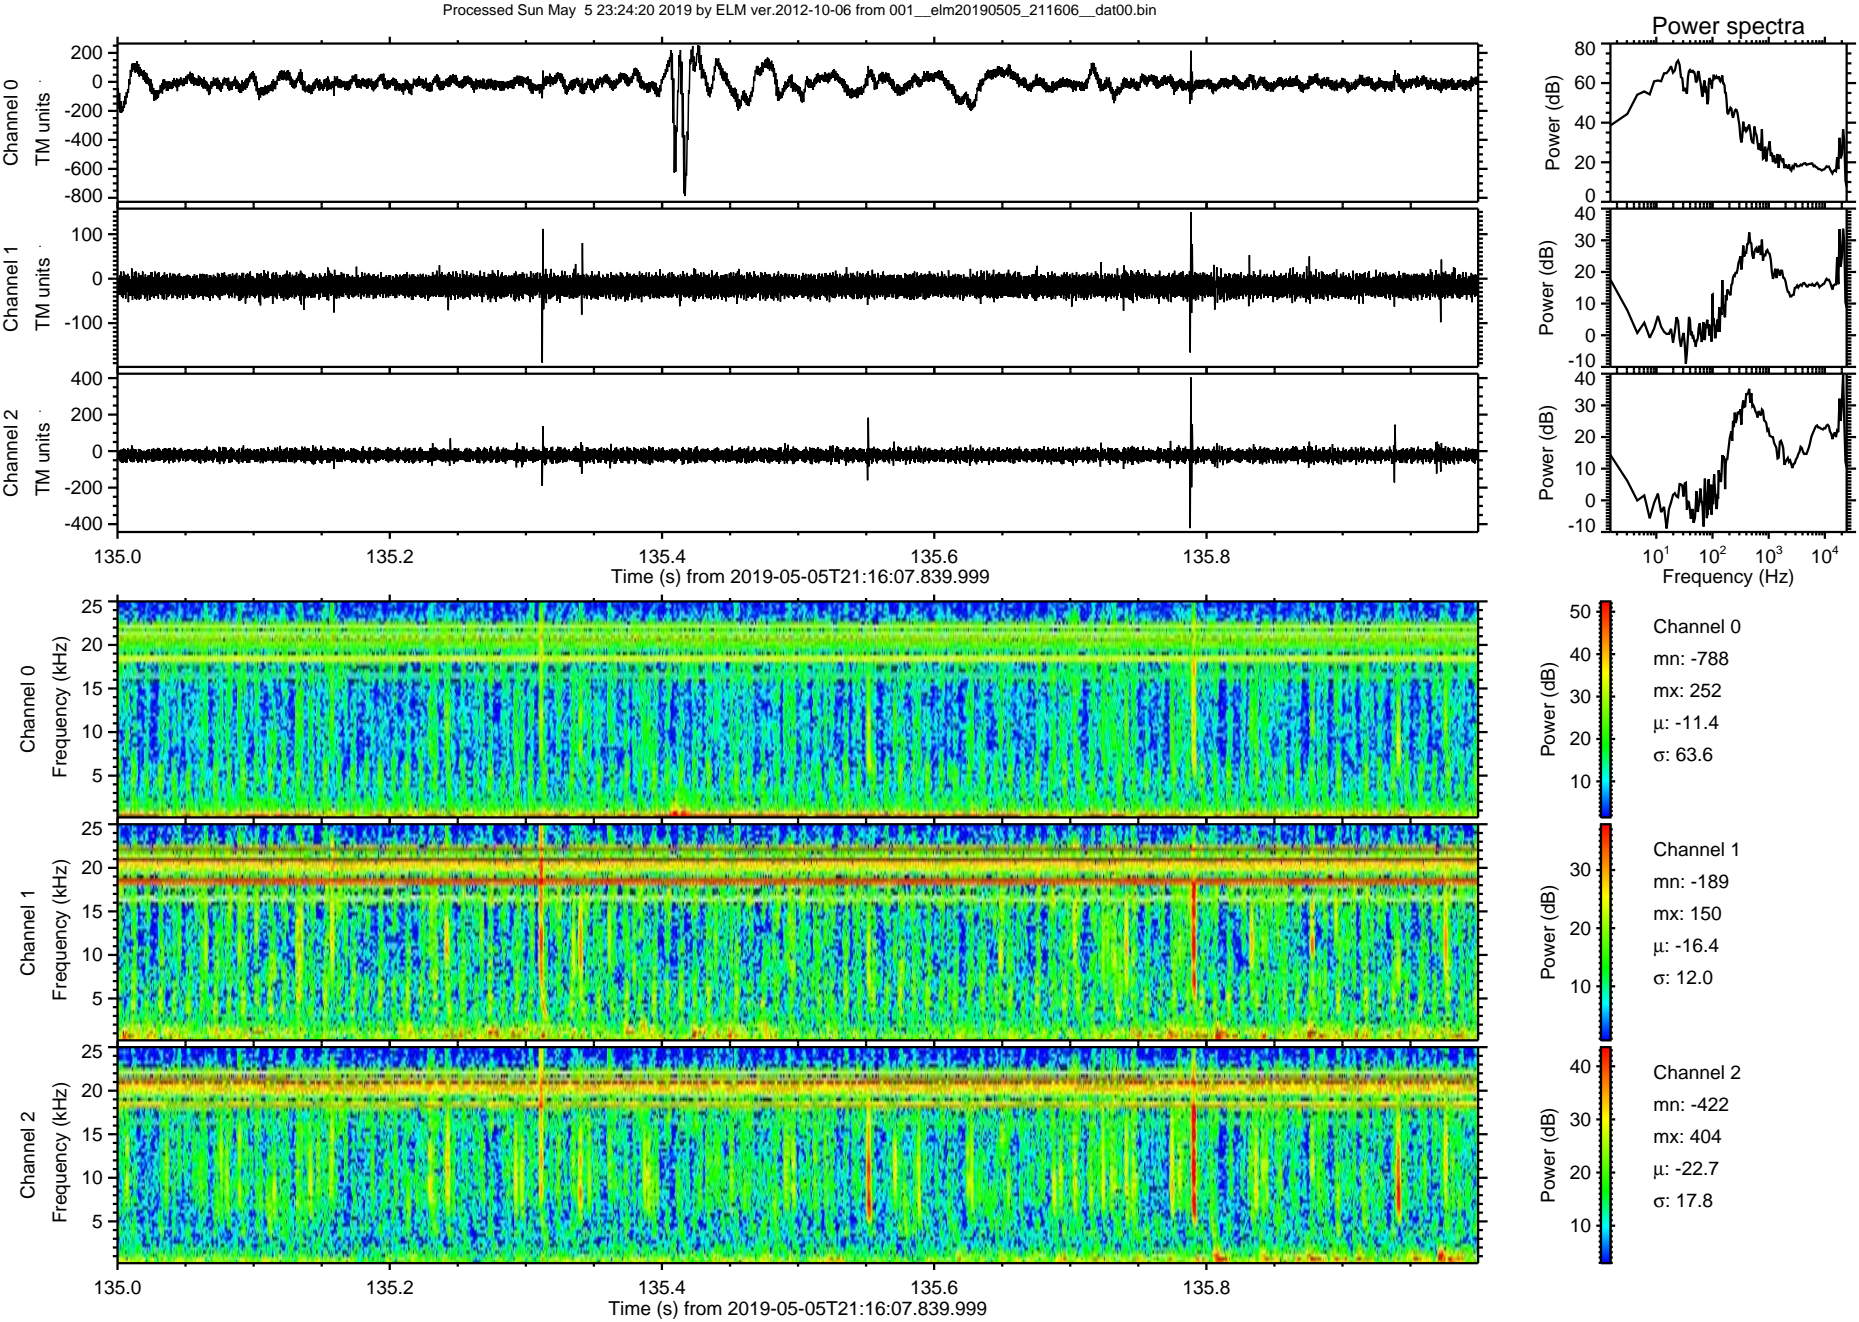 Processed Sun May  5 23:24:20 2019 by ELM ver.2012-10-06 from 001__elm20190505_211606__dat00.bin
Power spectra
Channel 0
TM units
200
0
-200
-400
-600
-800
Power (dB)
80
60
40
20
0
Channel 1
TM units
100
0
-100
Power (dB)
40
30
20
10
0
-10
Channel 2
TM units
400
200
0
-200
-400
Power (dB)
40
30
20
10
0
-10
135.0 135.2 135.4 135.6 135.8
Time (s) from 2019-05-05T21:16:07.839.999
10^1 10^2 10^3 10^4
Frequency (Hz)
Channel 0
Frequency (kHz)
25
20
15
10
5
Power (dB)
50
40
30
20
10
Channel 0
mn: -788
mx: 252
μ: -11.4
σ: 63.6
Channel 1
Frequency (kHz)
25
20
15
10
5
Power (dB)
30
20
10
Channel 1
mn: -189
mx: 150
μ: -16.4
σ: 12.0
Channel 2
Frequency (kHz)
25
20
15
10
5
Power (dB)
40
30
20
10
Channel 2
mn: -422
mx: 404
μ: -22.7
σ: 17.8
135.0 135.2 135.4 135.6 135.8
Time (s) from 2019-05-05T21:16:07.839.999